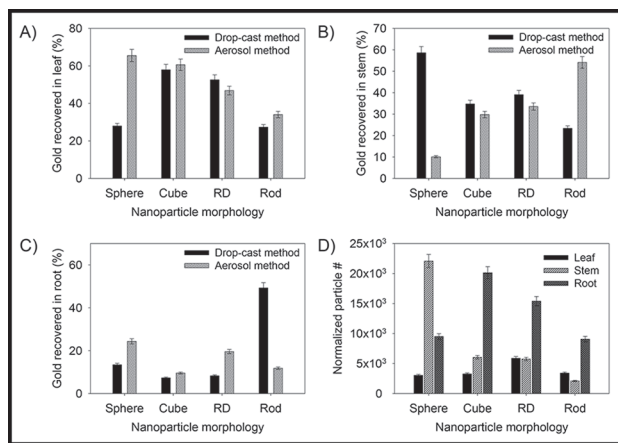 A)
Gold recovered in leaf (%)
80
60
40
20
0
Drop-cast method
Aerosol method
Sphere Cube RD Rod
Nanoparticle morphology
B)
Gold recovered in stem (%)
70
60
50
40
30
20
10
0
Drop-cast method
Aerosol method
Sphere Cube RD Rod
Nanoparticle morphology
C)
Gold recovered in root (%)
60
40
20
0
Drop-cast method
Aerosol method
Sphere Cube RD Rod
Nanoparticle morphology
D)
Normalized particle #
25x10³
20x10³
15x10³
10x10³
5x10³
0
Leaf
Stem
Root
Sphere Cube RD Rod
Nanoparticle morphology